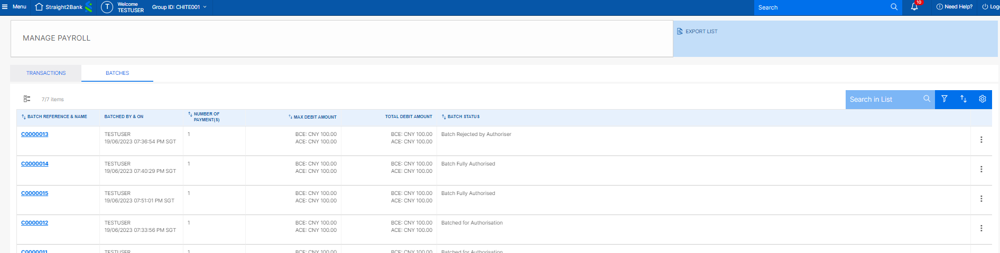 Menu
Straight2Bank
T
Welcome
TESTUSER
Group ID: CHITE001
Search
10
Need Help?
MANAGE PAYROLL
EXPORT LIST
TRANSACTIONS
BATCHES
7/7 items
Search in List
BATCH REFERENCE & NAME
BATCHED BY & ON
NUMBER OF
PAYMENT(S)
MAX DEBIT AMOUNT
TOTAL DEBIT AMOUNT
BATCH STATUS
C0000013
TESTUSER
19/06/2023 07:36:54 PM SGT
1
BCE: CNY 100.00
ACE: CNY 100.00
BCE: CNY 100.00
ACE: CNY 100.00
Batch Rejected by Authoriser
C0000014
TESTUSER
19/06/2023 07:40:29 PM SGT
1
BCE: CNY 100.00
ACE: CNY 100.00
BCE: CNY 100.00
ACE: CNY 100.00
Batch Fully Authorised
C0000015
TESTUSER
19/06/2023 07:51:01 PM SGT
1
BCE: CNY 100.00
ACE: CNY 100.00
BCE: CNY 100.00
ACE: CNY 100.00
Batch Fully Authorised
C0000012
TESTUSER
19/06/2023 07:33:56 PM SGT
1
BCE: CNY 100.00
ACE: CNY 100.00
BCE: CNY 100.00
ACE: CNY 100.00
Batched for Authorisation
C0000011
TESTUSER
1
BCE: CNY 100.00
BCE: CNY 100.00
Batched for Authorisation